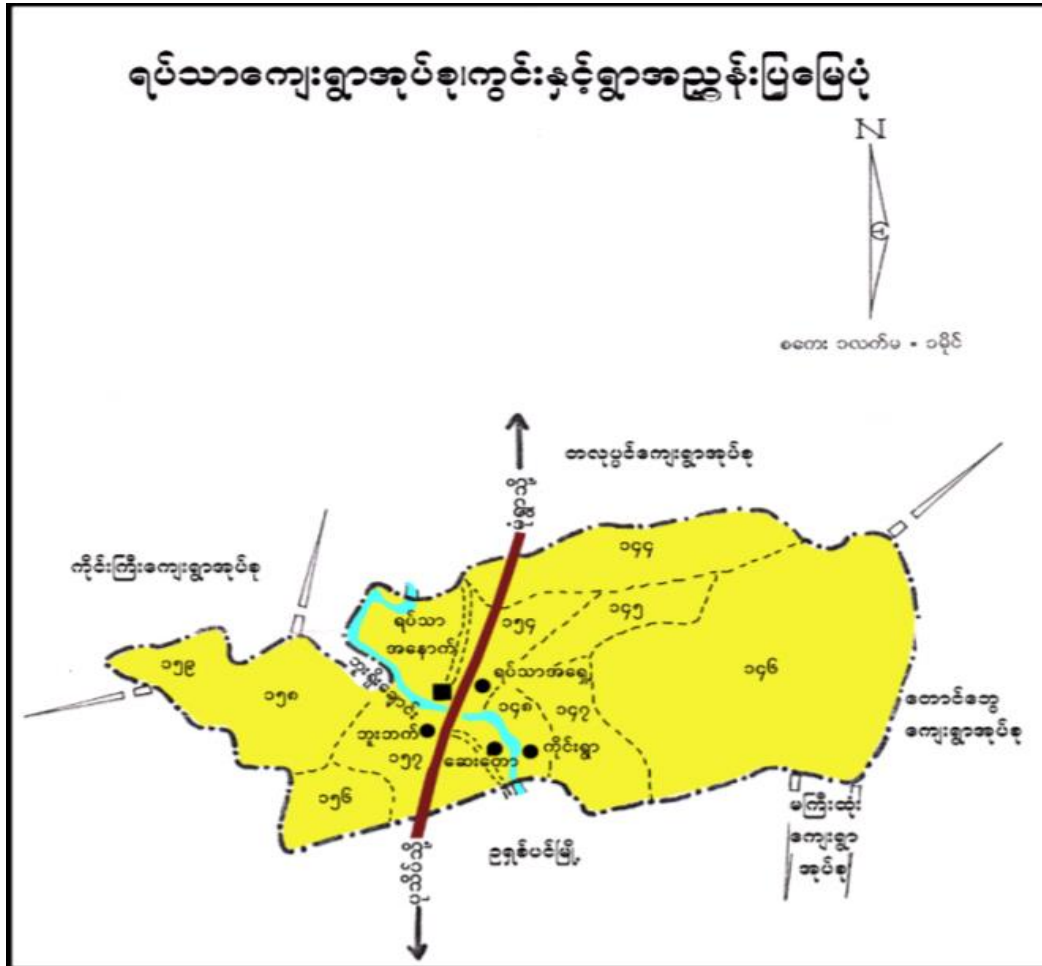 ရပ်သာကျေးရွာအုပ်စု၊ကွင်းနှင့်ရွာအညွှန်းပြမြေပုံ
N
စကေး ၁လက်မ = ၁မိုင်
တလုပ္ပင်ကျေးရွာအုပ်စု
ကိုင်းကြီးကျေးရွာအုပ်စု
၁၄၄
၁၄၅
၁၅၄
ရပ်သာ
အနောက်
၁၅၉
၁၅၈
ရပ်သာအရှေ့
၁၄၆
၁၄၈
၁၄၇
တောင်ဘွေ
ကျေးရွာအုပ်စု
ဘူးဘက်
၁၅၇
ဆေးတော
ကိုင်းရွာ
၁၅၆
မကြီးထုံး
ကျေးရွာ
အုပ်စု
ဥရှစ်ပင်မြို့